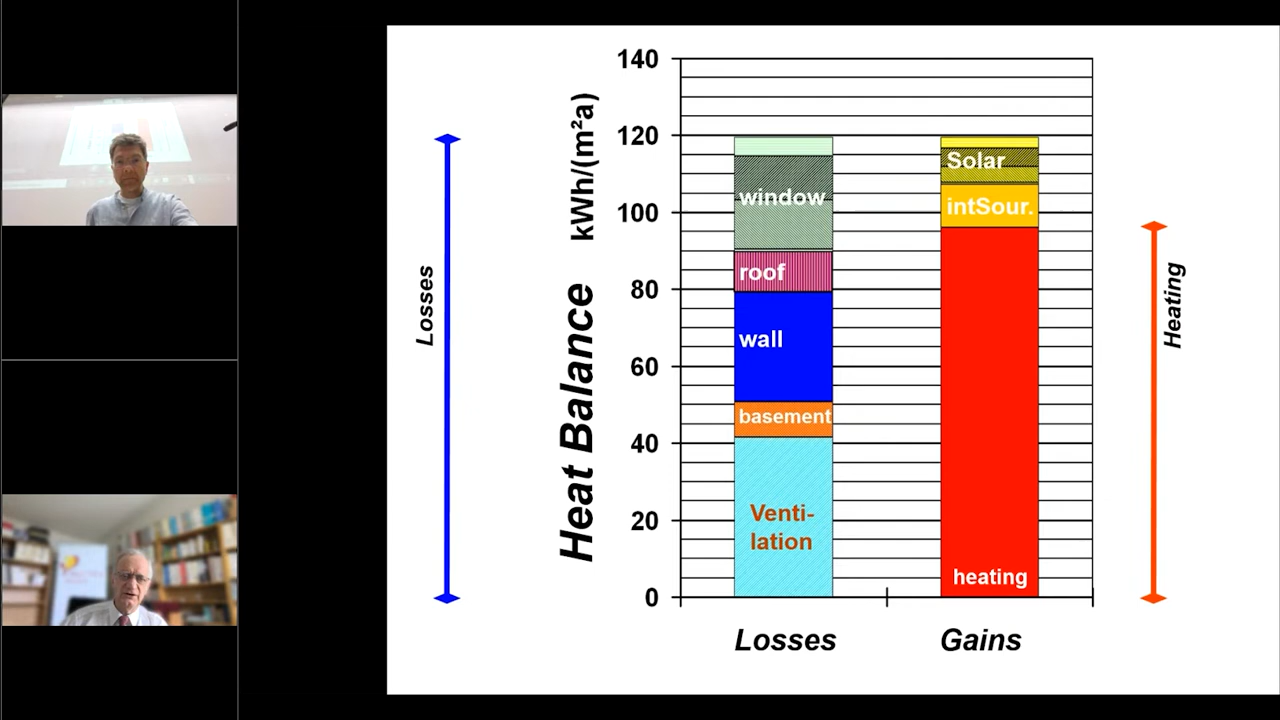 Losses
Heat Balance kWh/(m²a)
140
120
100
80
60
40
20
0
window
roof
wall
basement
Venti-
lation
Solar
intSour.
heating
Losses
Gains
Heating